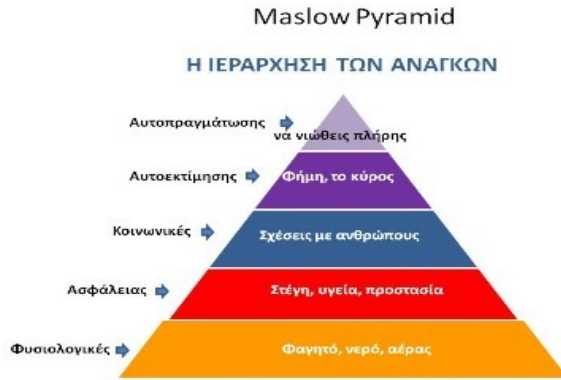 Maslow Pyramid
Η ΙΕΡΑΡΧΗΣΗ ΤΩΝ ΑΝΑΓΚΩΝ
Αυτοπραγμάτωσης
να νιώθεις πλήρης
Αυτοεκτίμησης
Φήμη, το κύρος
Κοινωνικές
Σχέσεις με ανθρώπους
Ασφάλειας
Στέγη, υγεία, προστασία
Φυσιολογικές
Φαγητό, νερό, αέρας